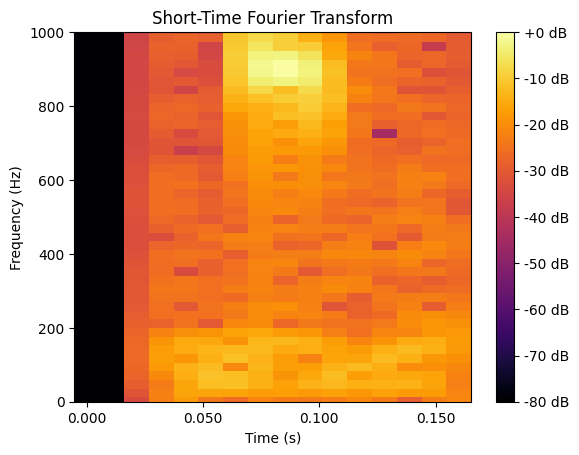 Short-Time Fourier Transform
1000
800
600
400
200
0
Frequency (Hz)
0.000
0.050
0.100
0.150
Time (s)
+0 dB
-10 dB
-20 dB
-30 dB
-40 dB
-50 dB
-60 dB
-70 dB
-80 dB